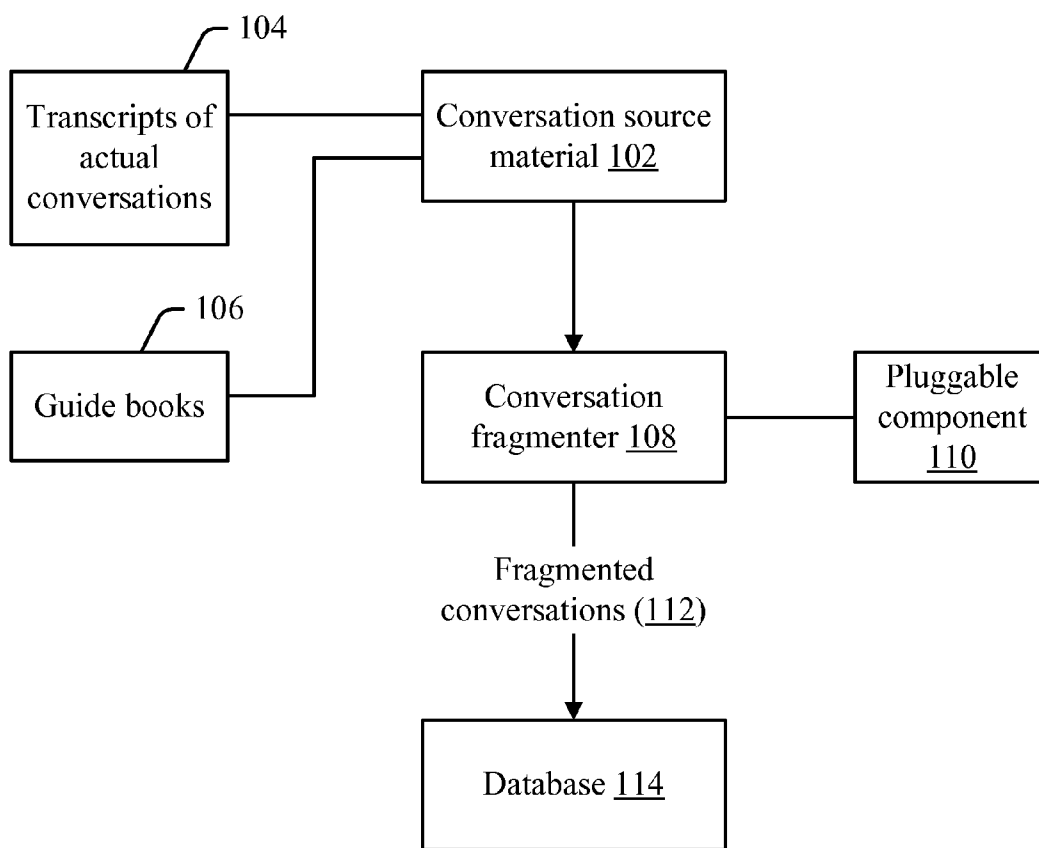 104
Transcripts of
actual
conversations
Conversation source
material 102
106
Guide books
Conversation
fragmenter 108
Pluggable
component
110
Fragmented
conversations (112)
Database 114